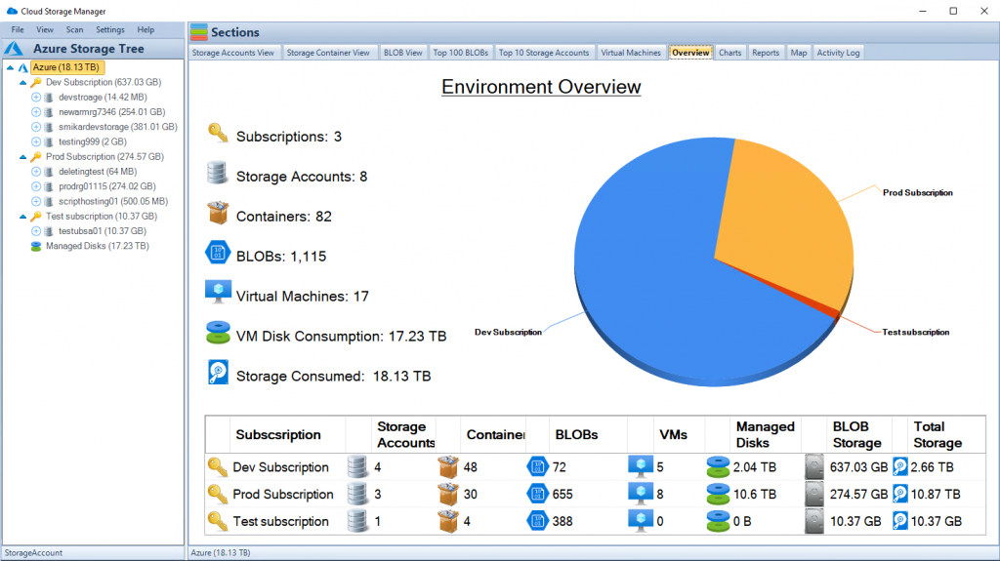 Cloud Storage Manager
File View Scan Settings Help
Azure Storage Tree
Azure (18.13 TB)
Dev Subscription (637.03 GB)
devstroage (14.42 MB)
newarmrg7346 (254.01 GB)
smikardevstorage (381.01 GB)
testing999 (2 GB)
Prod Subscription (274.57 GB)
deletingtest (64 MB)
prodrg01115 (274.02 GB)
scripthosting01 (500.05 MB)
Test subscription (10.37 GB)
testubsa01 (10.37 GB)
Managed Disks (17.23 TB)
StorageAccount
Sections
Storage Accounts View Storage Container View BLOB View Top 100 BLOBs Top 10 Storage Accounts Virtual Machines Overview Charts Reports Map Activity Log
Environment Overview
Subscriptions: 3
Storage Accounts: 8
Containers: 82
BLOBs: 1,115
Virtual Machines: 17
VM Disk Consumption: 17.23 TB
Storage Consumed: 18.13 TB
Prod Subscription
Dev Subscription
Test subscription
Subscsription Storage Accounts Container BLOBs VMs Managed Disks BLOB Storage Total Storage
Dev Subscription 4 48 72 5 2.04 TB 637.03 GB 2.66 TB
Prod Subscription 3 30 655 8 10.6 TB 274.57 GB 10.87 TB
Test subscription 1 4 388 0 0 B 10.37 GB 10.37 GB
Azure (18.13 TB)